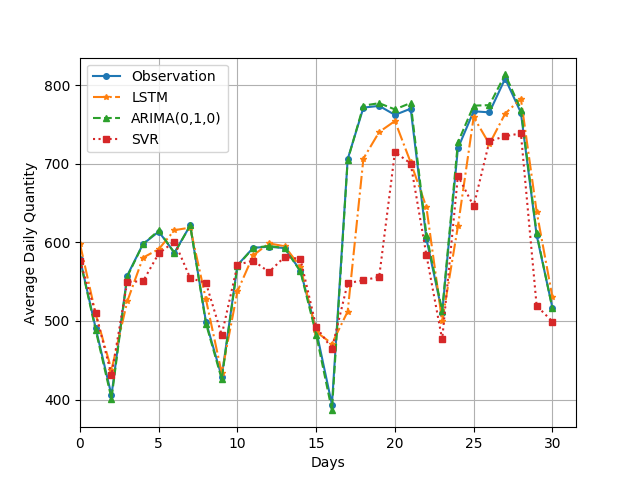 Observation
LSTM
ARIMA(0,1,0)
SVR
800
700
600
500
400
Average Daily Quantity
0 5 10 15 20 25 30
Days